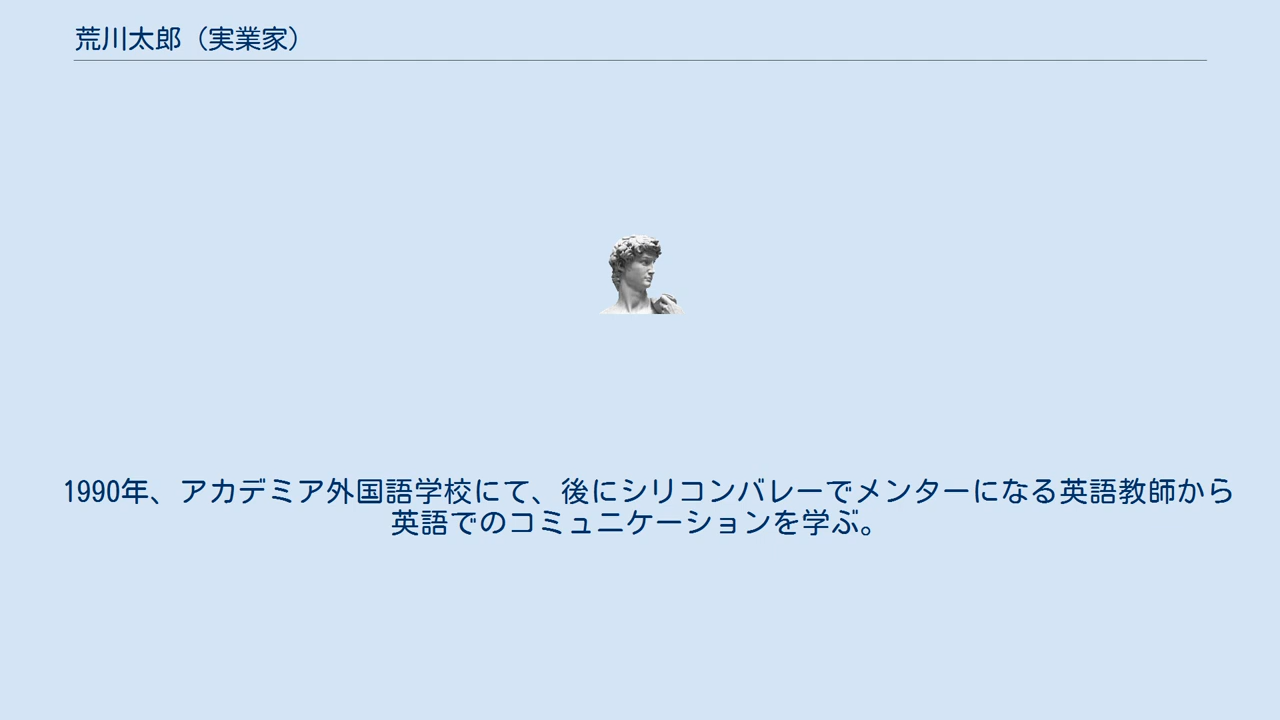 荒川太郎（実業家）
1990年、アカデミア外国語学校にて、後にシリコンバレーでメンターになる英語教師から
英語でのコミュニケーションを学ぶ。